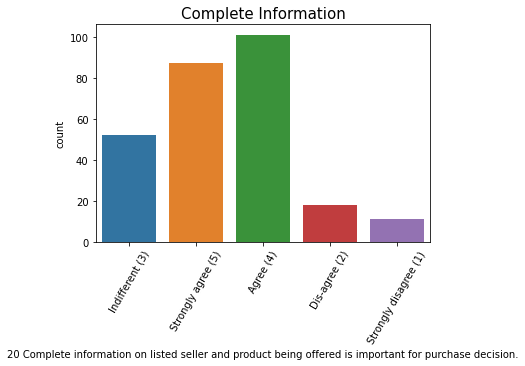 Complete Information
100
80
60
40
20
0
count
Indifferent (3)
Strongly agree (5)
Agree (4)
Dis-agree (2)
Strongly disagree (1)
20 Complete information on listed seller and product being offered is important for purchase decision.